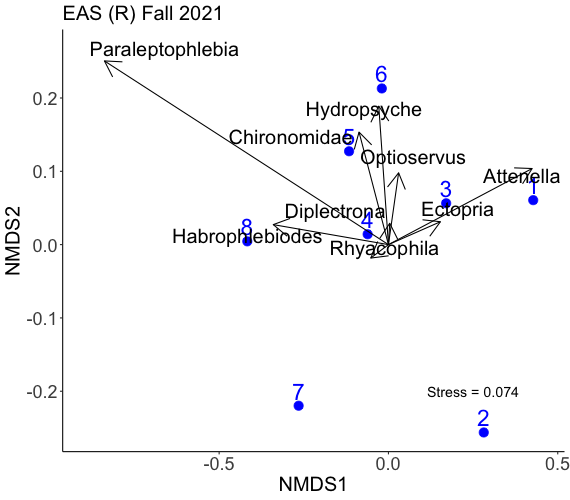 EAS (R) Fall 2021
Paraleptophlebia
6
0.2
Hydropsyche
Chironomidae
5
Optioservus
0.1
Attenella
3
1
Diplectrona
Ectopria
4
8
Habrophlebiodes
0.0
Rhyacophila
NMDS2
-0.1
-0.2
7
Stress = 0.074
2
-0.5
0.0
0.5
NMDS1